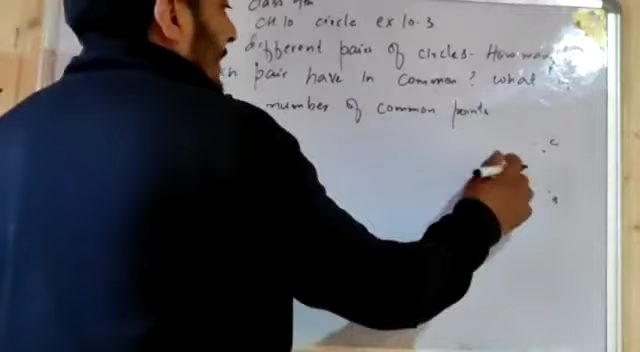 class 9th
CH 10 circle ex 10.3
different pairs of circles. How many
pair have in common? what
number of common points
c